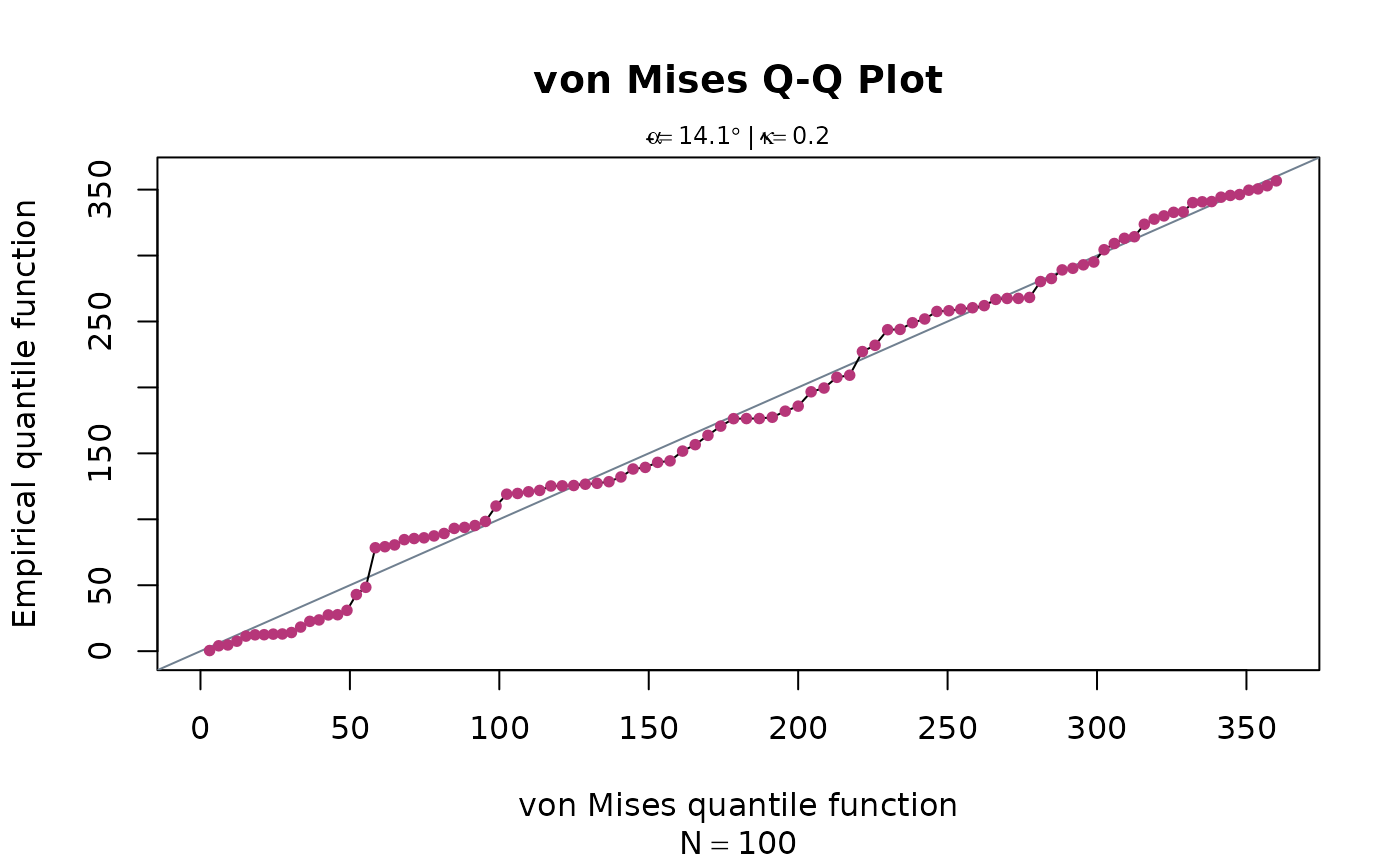 von Mises Q-Q Plot
α̂ = 14.1° | κ̂ = 0.2
Empirical quantile function
350
250
150
50
0
0 50 100 150 200 250 300 350
von Mises quantile function
N = 100